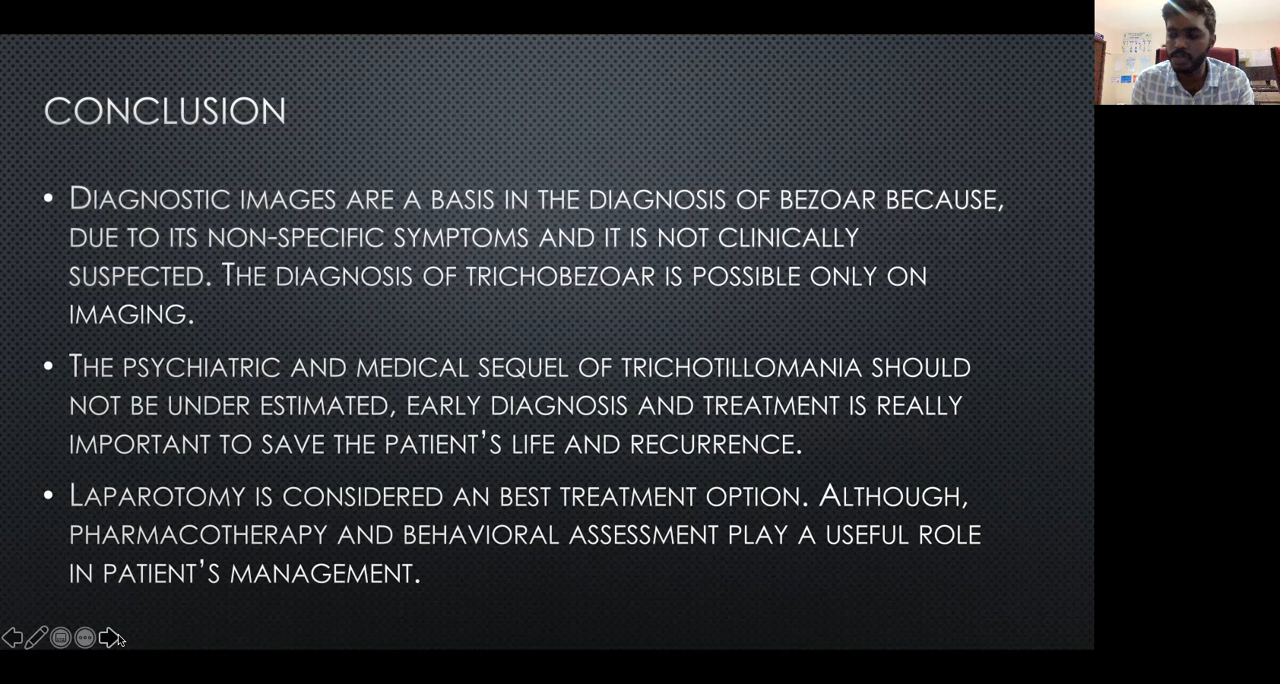 CONCLUSION
• DIAGNOSTIC IMAGES ARE A BASIS IN THE DIAGNOSIS OF BEZOAR BECAUSE,
DUE TO ITS NON-SPECIFIC SYMPTOMS AND IT IS NOT CLINICALLY
SUSPECTED. THE DIAGNOSIS OF TRICHOBEZOAR IS POSSIBLE ONLY ON
IMAGING.
• THE PSYCHIATRIC AND MEDICAL SEQUEL OF TRICHOTILLOMANIA SHOULD
NOT BE UNDER ESTIMATED, EARLY DIAGNOSIS AND TREATMENT IS REALLY
IMPORTANT TO SAVE THE PATIENT'S LIFE AND RECURRENCE.
• LAPAROTOMY IS CONSIDERED AN BEST TREATMENT OPTION. ALTHOUGH,
PHARMACOTHERAPY AND BEHAVIORAL ASSESSMENT PLAY A USEFUL ROLE
IN PATIENT'S MANAGEMENT.